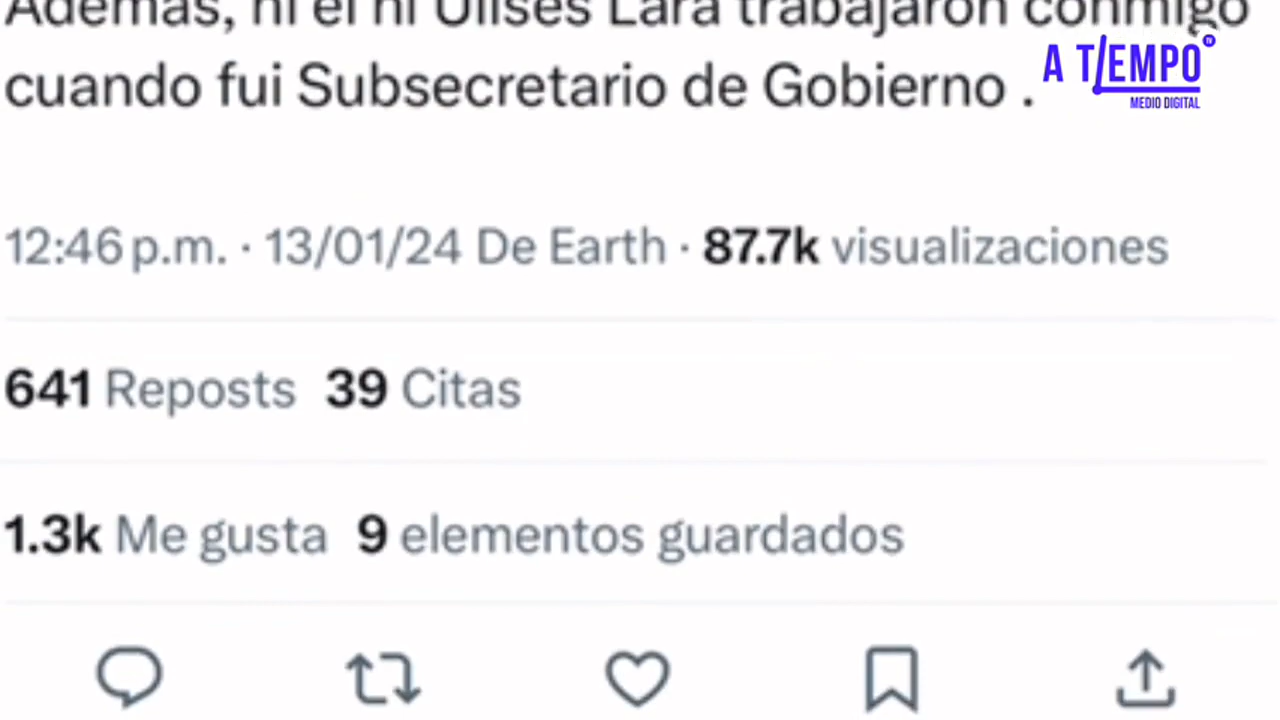 Además, ni él ni Ulises Lara trabajaron conmigo
cuando fui Subsecretario de Gobierno .
A TIEMPO TV
MEDIO DIGITAL
12:46 p.m. · 13/01/24 De Earth · 87.7k visualizaciones
641 Reposts 39 Citas
1.3k Me gusta 9 elementos guardados